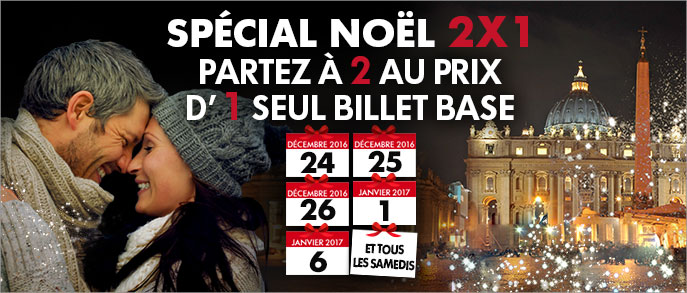 SPÉCIAL NOËL 2X1
PARTEZ À 2 AU PRIX
D’ 1 SEUL BILLET BASE
DÉCEMBRE 2016
24
DÉCEMBRE 2016
25
DÉCEMBRE 2016
26
JANVIER 2017
1
JANVIER 2017
6
ET TOUS
LES SAMEDIS